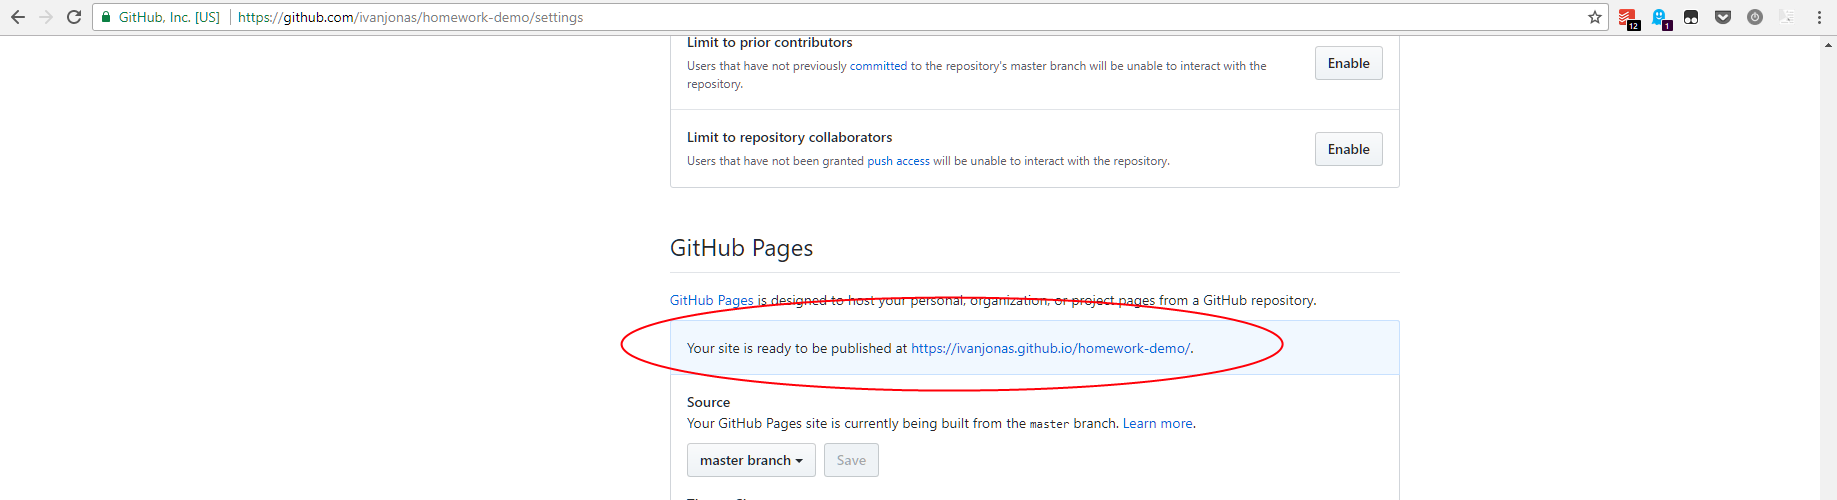 GitHub, Inc. [US] https://github.com/ivanjonas/homework-demo/settings
12
1
Limit to prior contributors
Users that have not previously committed to the repository's master branch will be unable to interact with the
repository.
Enable
Limit to repository collaborators
Users that have not been granted push access will be unable to interact with the repository.
Enable
GitHub Pages
GitHub Pages is designed to host your personal, organization, or project pages from a GitHub repository.
Your site is ready to be published at https://ivanjonas.github.io/homework-demo/.
Source
Your GitHub Pages site is currently being built from the master branch. Learn more.
master branch
Save